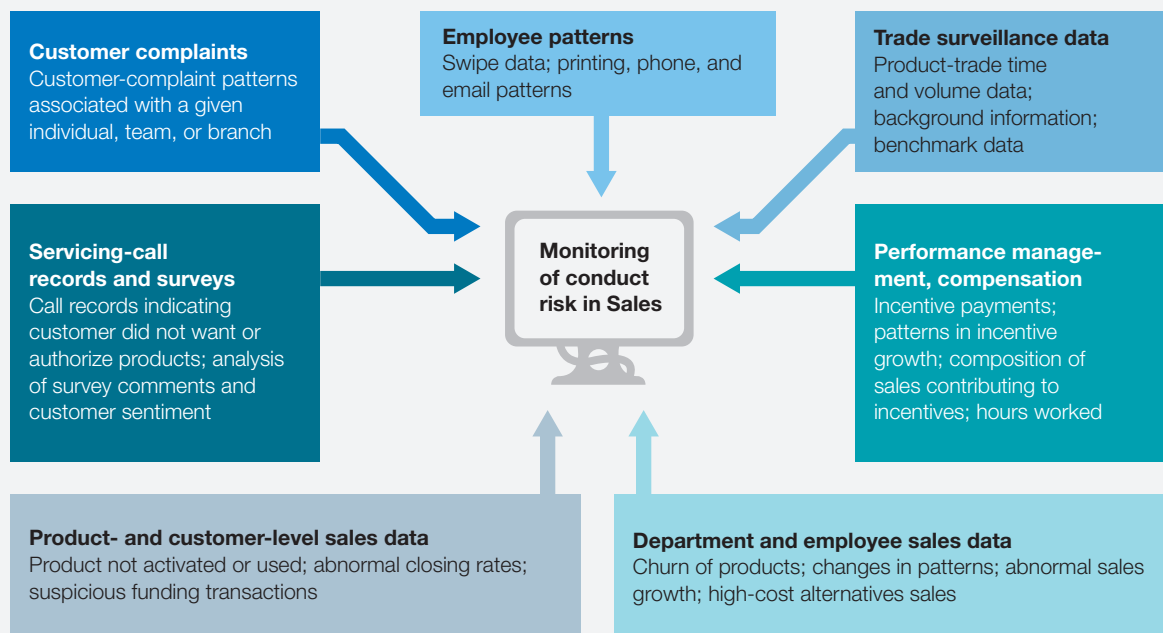 Customer complaints
Customer-complaint patterns
associated with a given
individual, team, or branch
Employee patterns
Swipe data; printing, phone, and
email patterns
Trade surveillance data
Product-trade time
and volume data;
background information;
benchmark data
Servicing-call
records and surveys
Call records indicating
customer did not want or
authorize products; analysis
of survey comments and
customer sentiment
Monitoring
of conduct
risk in Sales
Performance manage-
ment, compensation
Incentive payments;
patterns in incentive
growth; composition of
sales contributing to
incentives; hours worked
Product- and customer-level sales data
Product not activated or used; abnormal closing rates;
suspicious funding transactions
Department and employee sales data
Churn of products; changes in patterns; abnormal sales
growth; high-cost alternatives sales